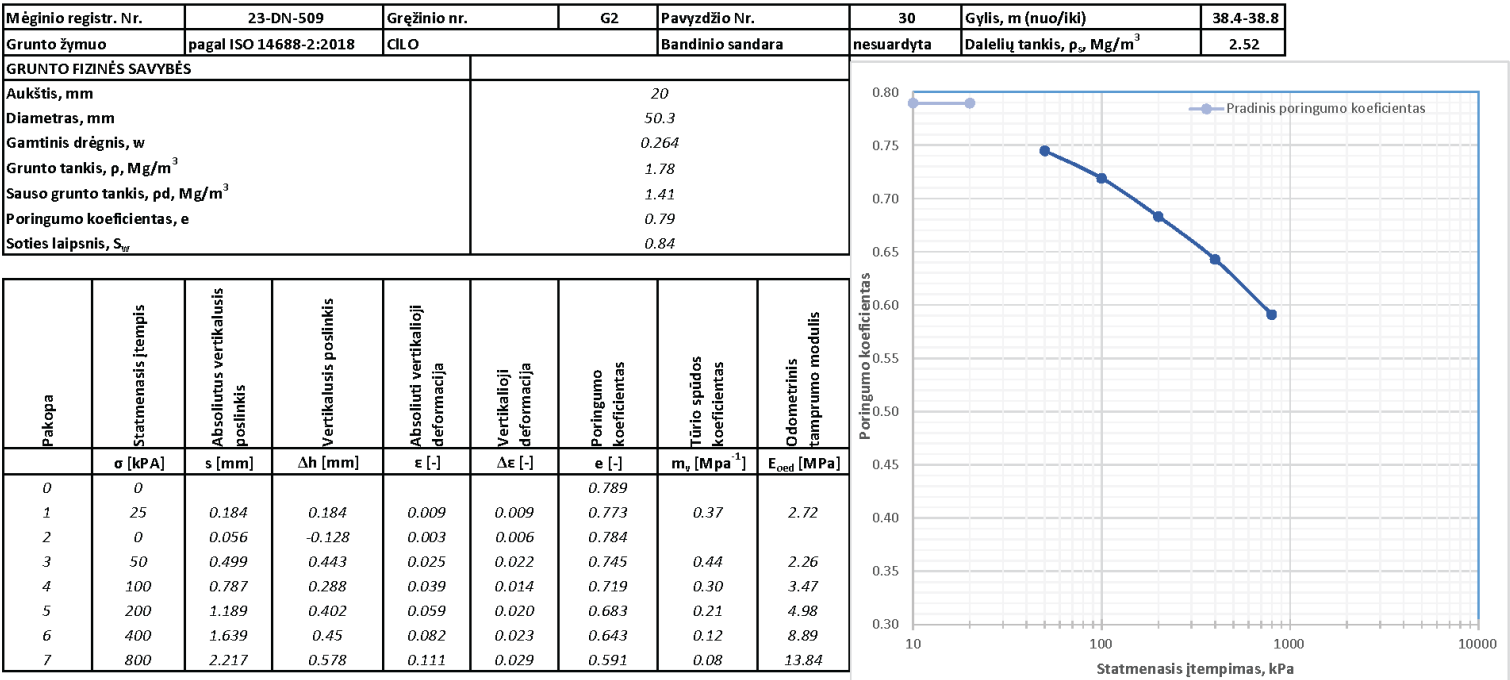 Mėginio registr. Nr. 23-DN-509 Gręžinio nr. G2 Pavyzdžio Nr. 30 Gylis, m (nuo/iki) 38.4-38.8
Grunto žymuo pagal ISO 14688-2:2018 ClLO Bandinio sandara nesuardyta Dalelių tankis, ρs, Mg/m³ 2.52
GRUNTO FIZINĖS SAVYBĖS
Aukštis, mm 20
Diametras, mm 50.3
Gamtinis drėgnis, w 0.264
Grunto tankis, ρ, Mg/m³ 1.78
Sauso grunto tankis, ρd, Mg/m³ 1.41
Poringumo koeficientas, e 0.79
Soties laipsnis, Sw 0.84
Pakopa
Statmenasis įtempis
Absoliutus vertikalusis
poslinkis
Vertikalusis poslinkis
Absoliuti vertikalioji
deformacija
Vertikalioji
deformacija
Poringumo
koeficientas
Tūrio spūdos
koeficientas
Odometrinis
tamprumo modulis
σ [kPA] s [mm] Δh [mm] ε [-] Δε [-] e [-] mv [Mpa⁻¹] Eoed [MPa]
0 0 0.789
1 25 0.184 0.184 0.009 0.009 0.773 0.37 2.72
2 0 0.056 -0.128 0.003 0.006 0.784
3 50 0.499 0.443 0.025 0.022 0.745 0.44 2.26
4 100 0.787 0.288 0.039 0.014 0.719 0.30 3.47
5 200 1.189 0.402 0.059 0.020 0.683 0.21 4.98
6 400 1.639 0.45 0.082 0.023 0.643 0.12 8.89
7 800 2.217 0.578 0.111 0.029 0.591 0.08 13.84
Pradinis poringumo koeficientas
Poringumo koeficientas
0.80
0.75
0.70
0.65
0.60
0.55
0.50
0.45
0.40
0.35
0.30
10 100 1000 10000
Statmenasis įtempimas, kPa